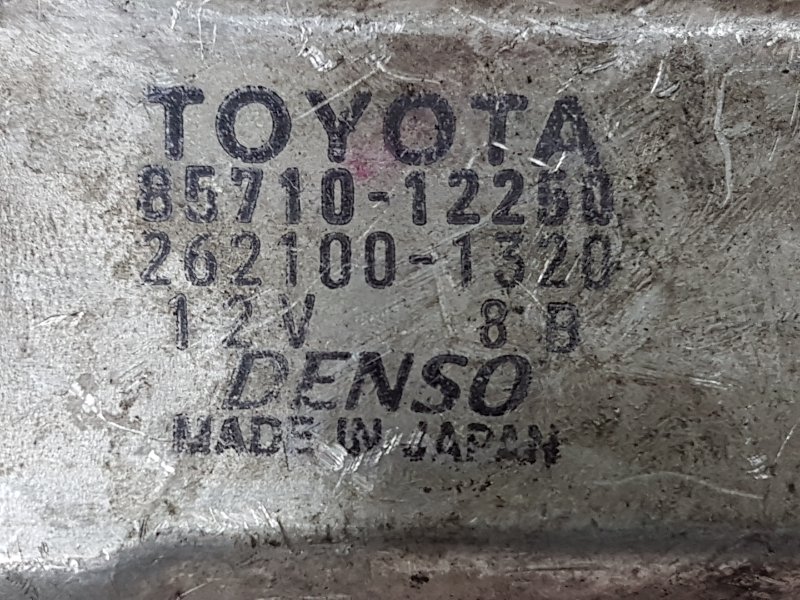 TOYOTA
85710-12260
262100-1320
12V 8 B
DENSO
MADE IN JAPAN